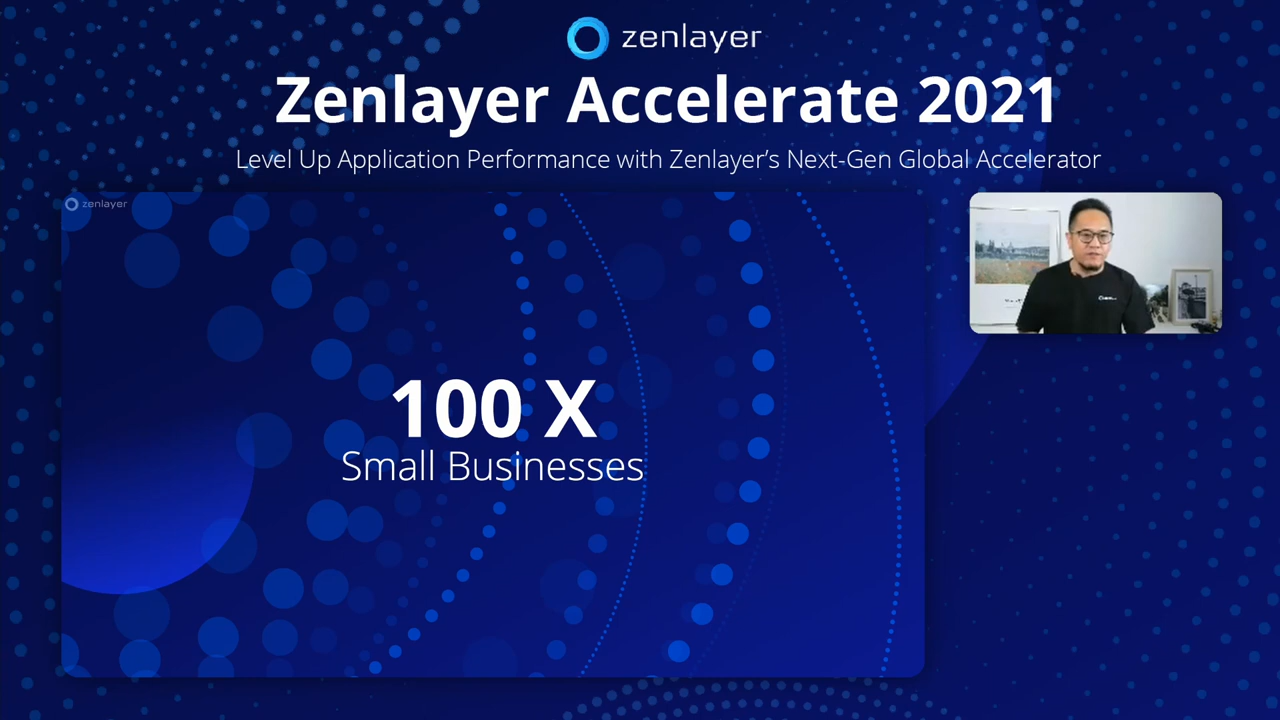 zenlayer
Zenlayer Accelerate 2021
Level Up Application Performance with Zenlayer’s Next-Gen Global Accelerator
zenlayer
100 X
Small Businesses